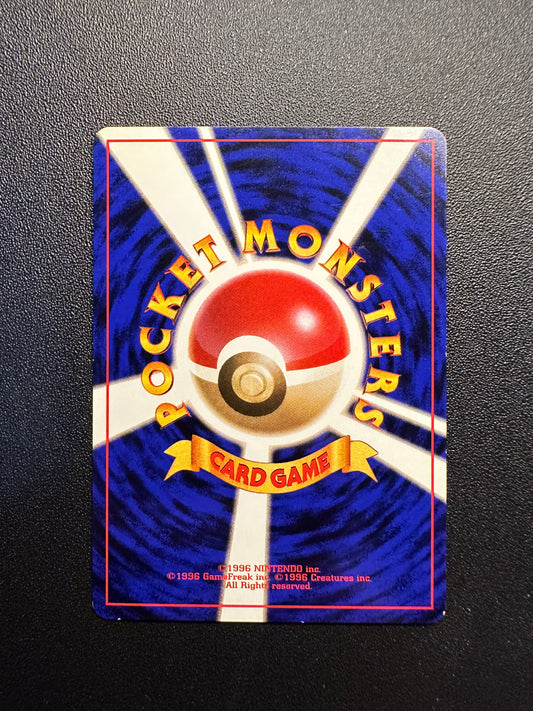 POCKET MONSTERS
CARD GAME
©1996 NINTENDO inc.
©1996 GameFreak inc. ©1996 Creatures inc.
All Rights reserved.